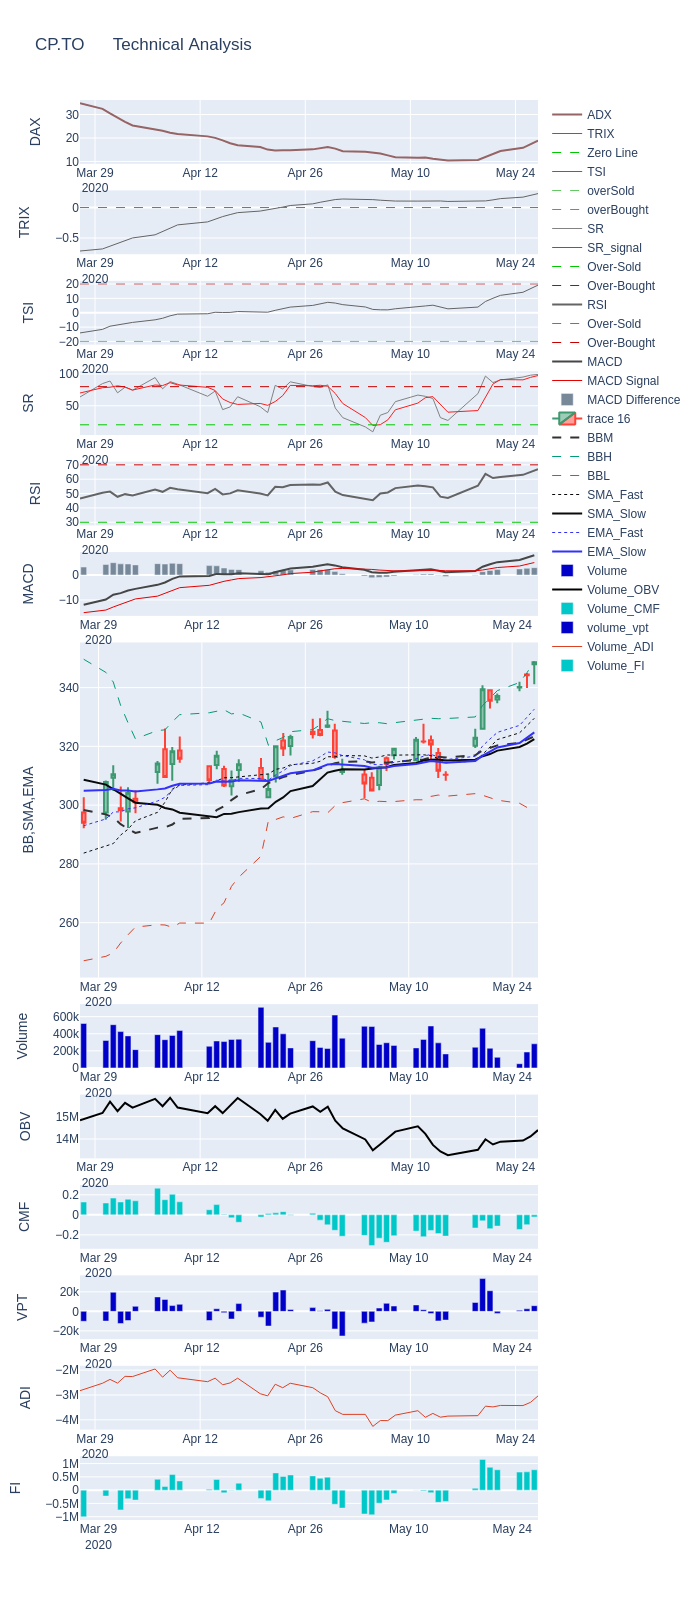 CP.TO Technical Analysis
DAX
30
20
10
Mar 29 Apr 12 Apr 26 May 10 May 24
2020
TRIX
0
−0.5
Mar 29 Apr 12 Apr 26 May 10 May 24
2020
TSI
20
10
0
−10
−20
Mar 29 Apr 12 Apr 26 May 10 May 24
2020
SR
100
50
Mar 29 Apr 12 Apr 26 May 10 May 24
2020
RSI
70
60
50
40
30
Mar 29 Apr 12 Apr 26 May 10 May 24
2020
MACD
0
−10
Mar 29 Apr 12 Apr 26 May 10 May 24
2020
BB,SMA,EMA
340
320
300
280
260
Mar 29 Apr 12 Apr 26 May 10 May 24
2020
Volume
600k
400k
200k
0
Mar 29 Apr 12 Apr 26 May 10 May 24
2020
OBV
15M
14M
Mar 29 Apr 12 Apr 26 May 10 May 24
2020
CMF
0.2
0
−0.2
Mar 29 Apr 12 Apr 26 May 10 May 24
2020
VPT
20k
0
−20k
Mar 29 Apr 12 Apr 26 May 10 May 24
2020
ADI
−2M
−3M
−4M
Mar 29 Apr 12 Apr 26 May 10 May 24
2020
FI
1M
0.5M
0
−0.5M
−1M
Mar 29 Apr 12 Apr 26 May 10 May 24
2020
ADX
TRIX
Zero Line
TSI
overSold
overBought
SR
SR_signal
Over-Sold
Over-Bought
RSI
Over-Sold
Over-Bought
MACD
MACD Signal
MACD Difference
trace 16
BBM
BBH
BBL
SMA_Fast
SMA_Slow
EMA_Fast
EMA_Slow
Volume
Volume_OBV
Volume_CMF
volume_vpt
Volume_ADI
Volume_FI